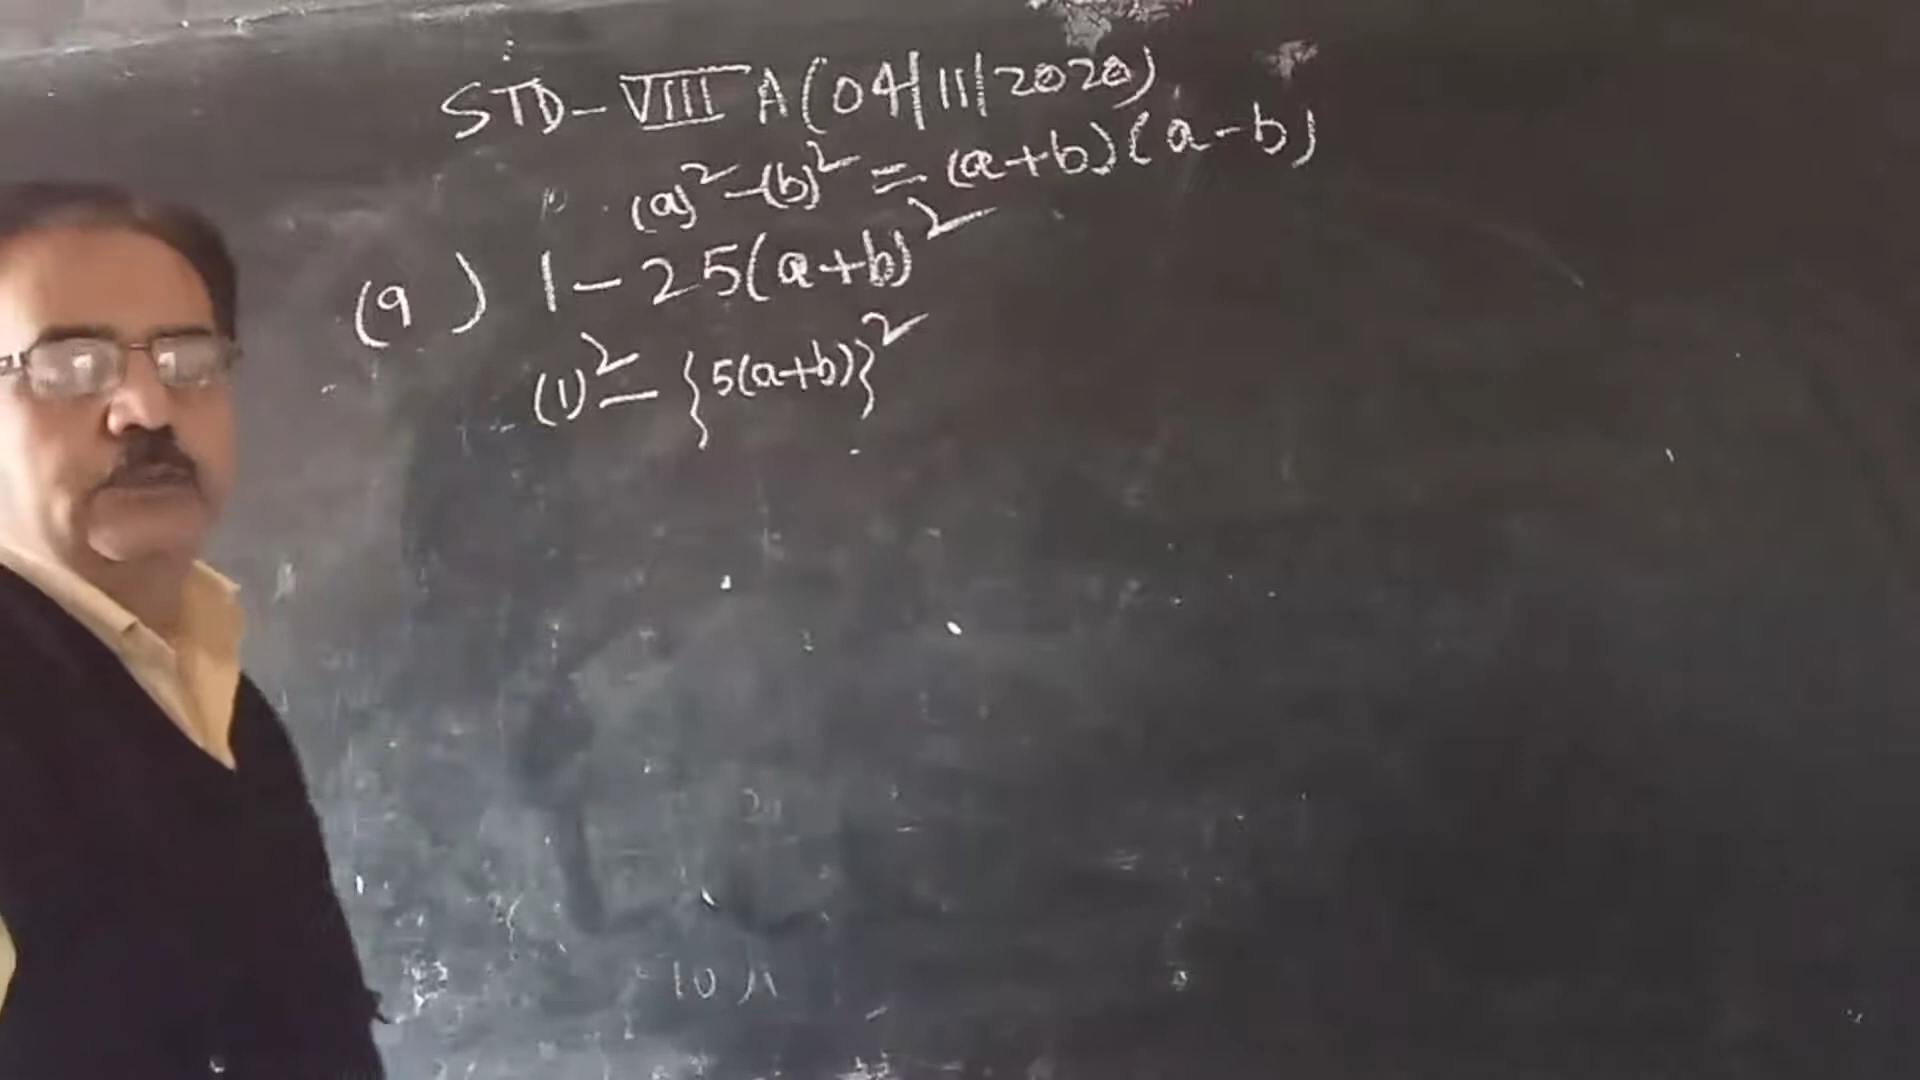 STD-VIII A(04|11|2020)
(a)²-(b)² = (a+b)(a-b)
(9) 1-25(a+b)²
(1)²-{5(a+b)}²